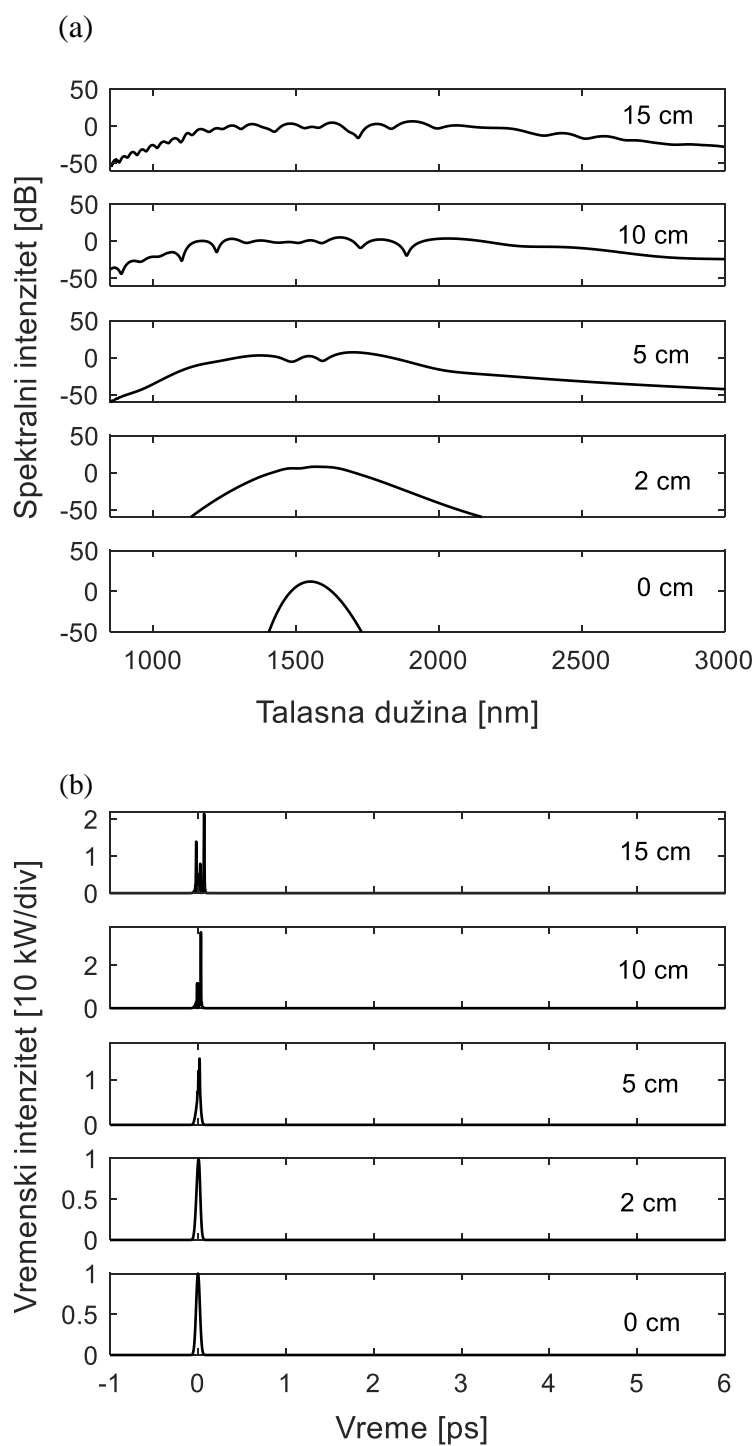 (a)
Spektralni intenzitet [dB]
50
0
-50
15 cm
50
0
-50
10 cm
50
0
-50
5 cm
50
0
-50
2 cm
50
0
-50
0 cm
1000 1500 2000 2500 3000
Talasna dužina [nm]
(b)
Vremenski intenzitet [10 kW/div]
2
1
0
15 cm
2
0
10 cm
1
0
5 cm
1
0.5
0
2 cm
1
0.5
0
0 cm
-1 0 1 2 3 4 5 6
Vreme [ps]